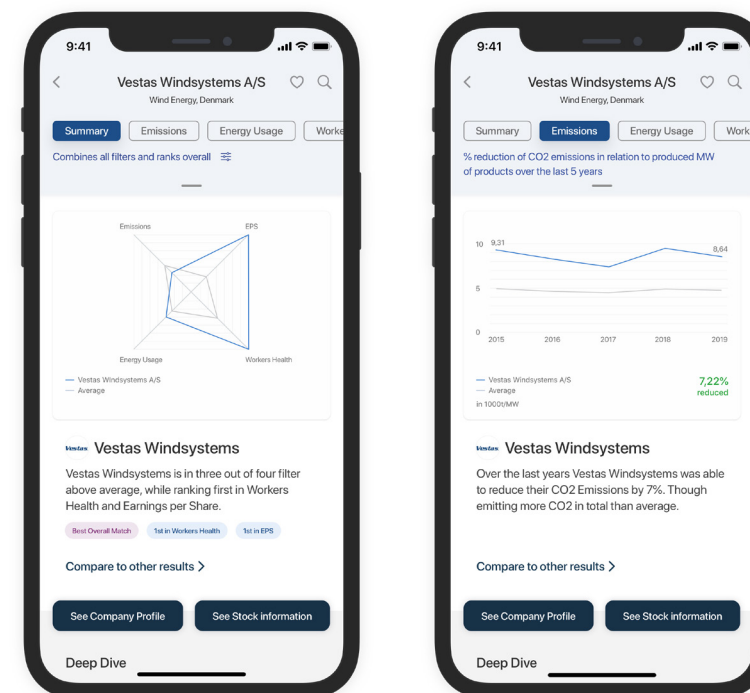 9:41
Vestas Windsystems A/S
Wind Energy, Denmark
Summary
Emissions
Energy Usage
Worke
Combines all filters and ranks overall
Emissions
EPS
Energy Usage
Workers Health
Vestas Windsystems A/S
Average
Vestas
Vestas Windsystems
Vestas Windsystems is in three out of four filter
above average, while ranking first in Workers
Health and Earnings per Share.
Best Overall Match
1st in Workers Health
1st in EPS
Compare to other results
See Company Profile
See Stock information
Deep Dive
9:41
Vestas Windsystems A/S
Wind Energy, Denmark
Summary
Emissions
Energy Usage
Work
% reduction of CO2 emissions in relation to produced MW
of products over the last 5 years
10
9,31
8,64
5
0
2015
2016
2017
2018
2019
Vestas Windsystems A/S
Average
in 1000t/MW
7,22%
reduced
Vestas
Vestas Windsystems
Over the last years Vestas Windsystems was able
to reduce their CO2 Emissions by 7%. Though
emitting more CO2 in total than average.
Compare to other results
See Company Profile
See Stock information
Deep Dive